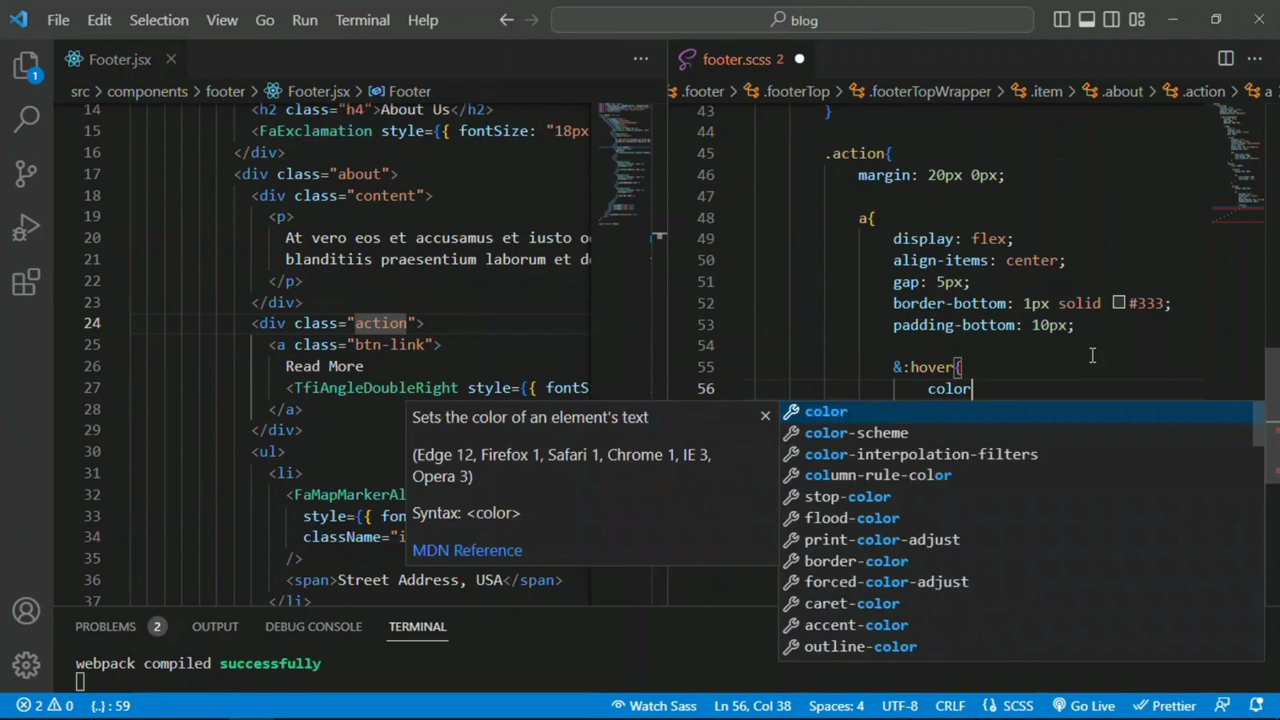 File Edit Selection View Go Run Terminal Help
blog
Footer.jsx
footer.scss 2
src > components > footer > Footer.jsx > Footer
.footer > .footerTop > .footerTopWrapper > .item > .about > .action > a
1
14 <h2 class="h4">About Us</h2>
15 <FaExclamation style={{ fontSize: "18px
16 </div>
17 <div class="about">
18 <div class="content">
19 <p>
20 At vero eos et accusamus et iusto o
21 blanditiis praesentium laborum et de
22 </p>
23 </div>
24 <div class="action">
25 <a class="btn-link">
26 Read More
27 <TfiAngleDoubleRight style={{ fontS
28 </a>
29 </div>
30 <ul>
31 <li>
32 <FaMapMarkerAl
33 style={{ fon
34 className="i
35 />
36 <span>Street Address, USA</span>
37 </li>
43 }
44
45 .action{
46 margin: 20px 0px;
47
48 a{
49 display: flex;
50 align-items: center;
51 gap: 5px;
52 border-bottom: 1px solid #333;
53 padding-bottom: 10px;
54
55 &:hover{
56 color
Sets the color of an element's text
(Edge 12, Firefox 1, Safari 1, Chrome 1, IE 3,
Opera 3)
Syntax: <color>
MDN Reference
color
color-scheme
color-interpolation-filters
column-rule-color
stop-color
flood-color
print-color-adjust
border-color
forced-color-adjust
caret-color
accent-color
outline-color
PROBLEMS 2 OUTPUT DEBUG CONSOLE TERMINAL
webpack compiled successfully
2 0 {..} : 59 Watch Sass Ln 56, Col 38 Spaces: 4 UTF-8 CRLF SCSS Go Live Prettier